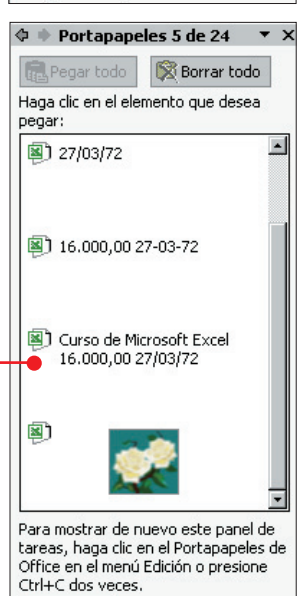 Portapapeles 5 de 24
Pegar todo Borrar todo
Haga clic en el elemento que desea
pegar:
27/03/72
16.000,00 27-03-72
Curso de Microsoft Excel
16.000,00 27/03/72
Para mostrar de nuevo este panel de
tareas, haga clic en el Portapapeles de
Office en el menú Edición o presione
Ctrl+C dos veces.